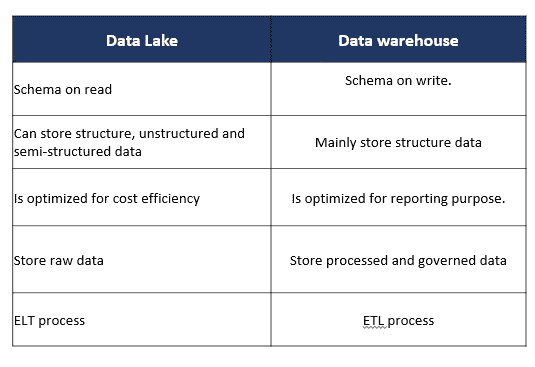 Data Lake
Data warehouse
Schema on read
Schema on write.
Can store structure, unstructured and
semi-structured data
Mainly store structure data
Is optimized for cost efficiency
Is optimized for reporting purpose.
Store raw data
Store processed and governed data
ELT process
ETL process